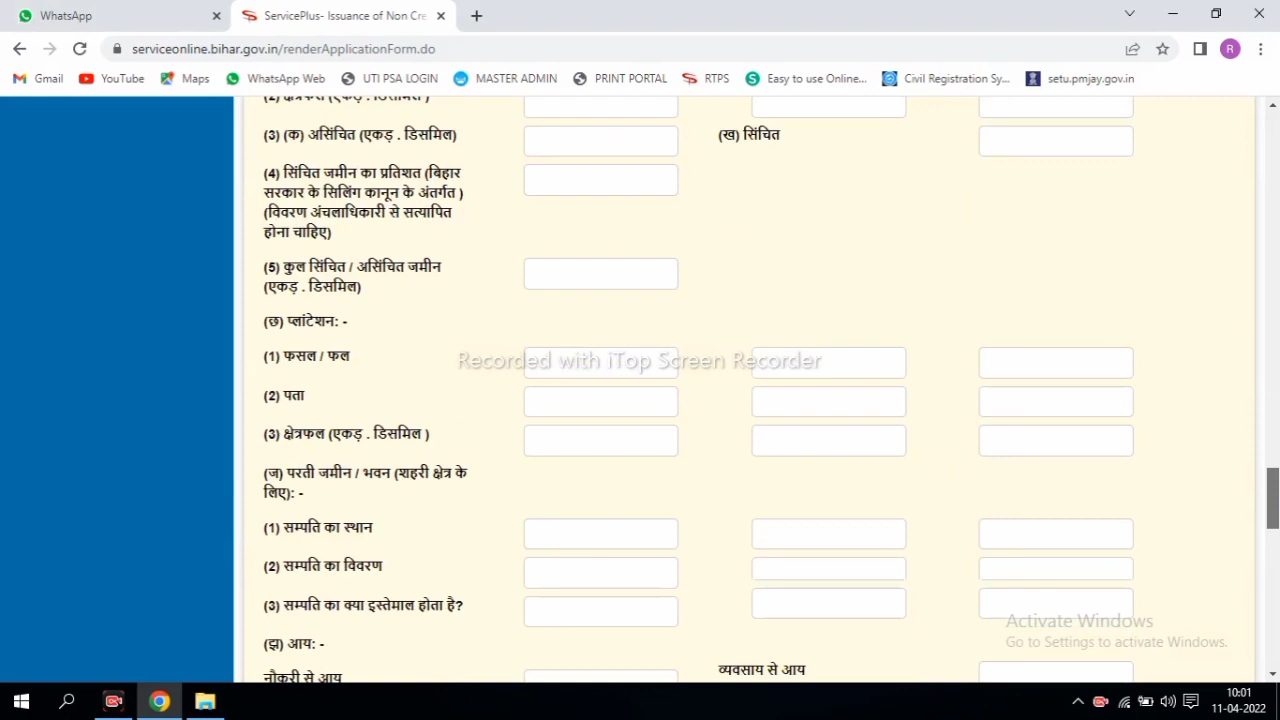 WhatsApp
ServicePlus- Issuance of Non Cre
serviceonline.bihar.gov.in/renderApplicationForm.do
R
Gmail YouTube Maps WhatsApp Web UTI PSA LOGIN MASTER ADMIN PRINT PORTAL RTPS Easy to use Online... Civil Registration Sy... setu.pmjay.gov.in
(2) क्षेत्रफल (एकड़ . डिसमिल )
(3) (क) असिंचित (एकड़ . डिसमिल) (ख) सिंचित
(4) सिंचित जमीन का प्रतिशत (बिहार
सरकार के सिलिंग कानून के अंतर्गत )
(विवरण अंचलाधिकारी से सत्यापित
होना चाहिए)
(5) कुल सिंचित / असिंचित जमीन
(एकड़ . डिसमिल)
(छ) प्लांटेशन: -
(1) फसल / फल
Recorded with iTop Screen Recorder
(2) पता
(3) क्षेत्रफल (एकड़ . डिसमिल )
(ज) परती जमीन / भवन (शहरी क्षेत्र के
लिए): -
(1) सम्पति का स्थान
(2) सम्पति का विवरण
(3) सम्पति का क्या इस्तेमाल होता है?
Activate Windows
Go to Settings to activate Windows.
(झ) आय: -
नौकरी से आय व्यवसाय से आय
10:01
11-04-2022